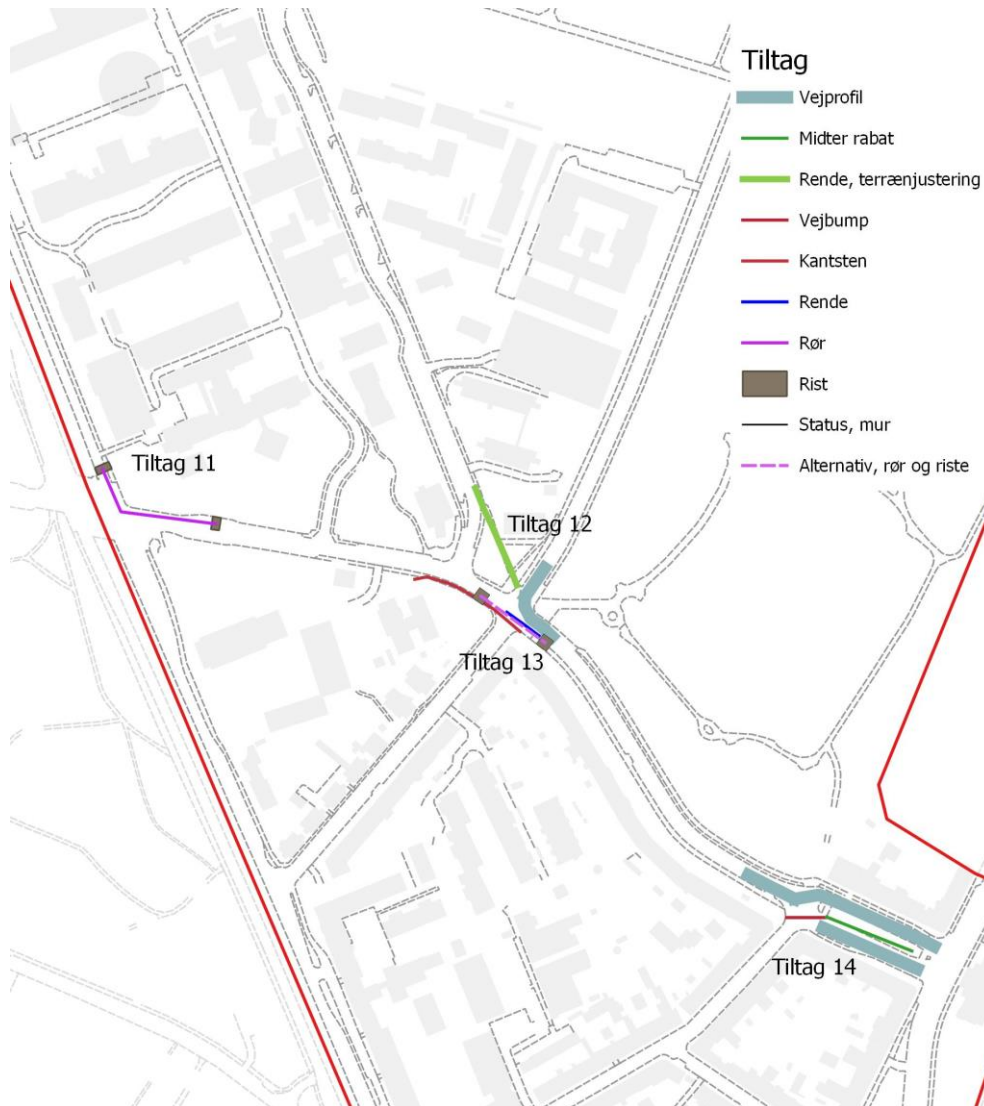 Tiltag
Vejprofil
Midter rabat
Rende, terrænjustering
Vejbump
Kantsten
Rende
Rør
Rist
Status, mur
Alternativ, rør og riste
Tiltag 11
Tiltag 12
Tiltag 13
Tiltag 14